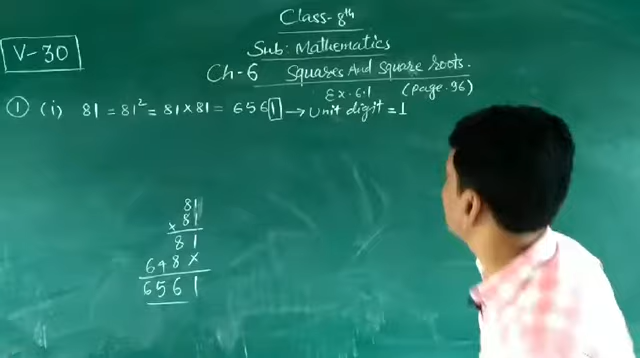 Class-8th
V-30
Sub: Mathematics
Ch-6 Squares And Square roots.
Ex. 6.1 (Page. 96)
① (i) 81 = 81² = 81 × 81 = 6561 → Unit digit = 1
81
× 81
81
648×
6561